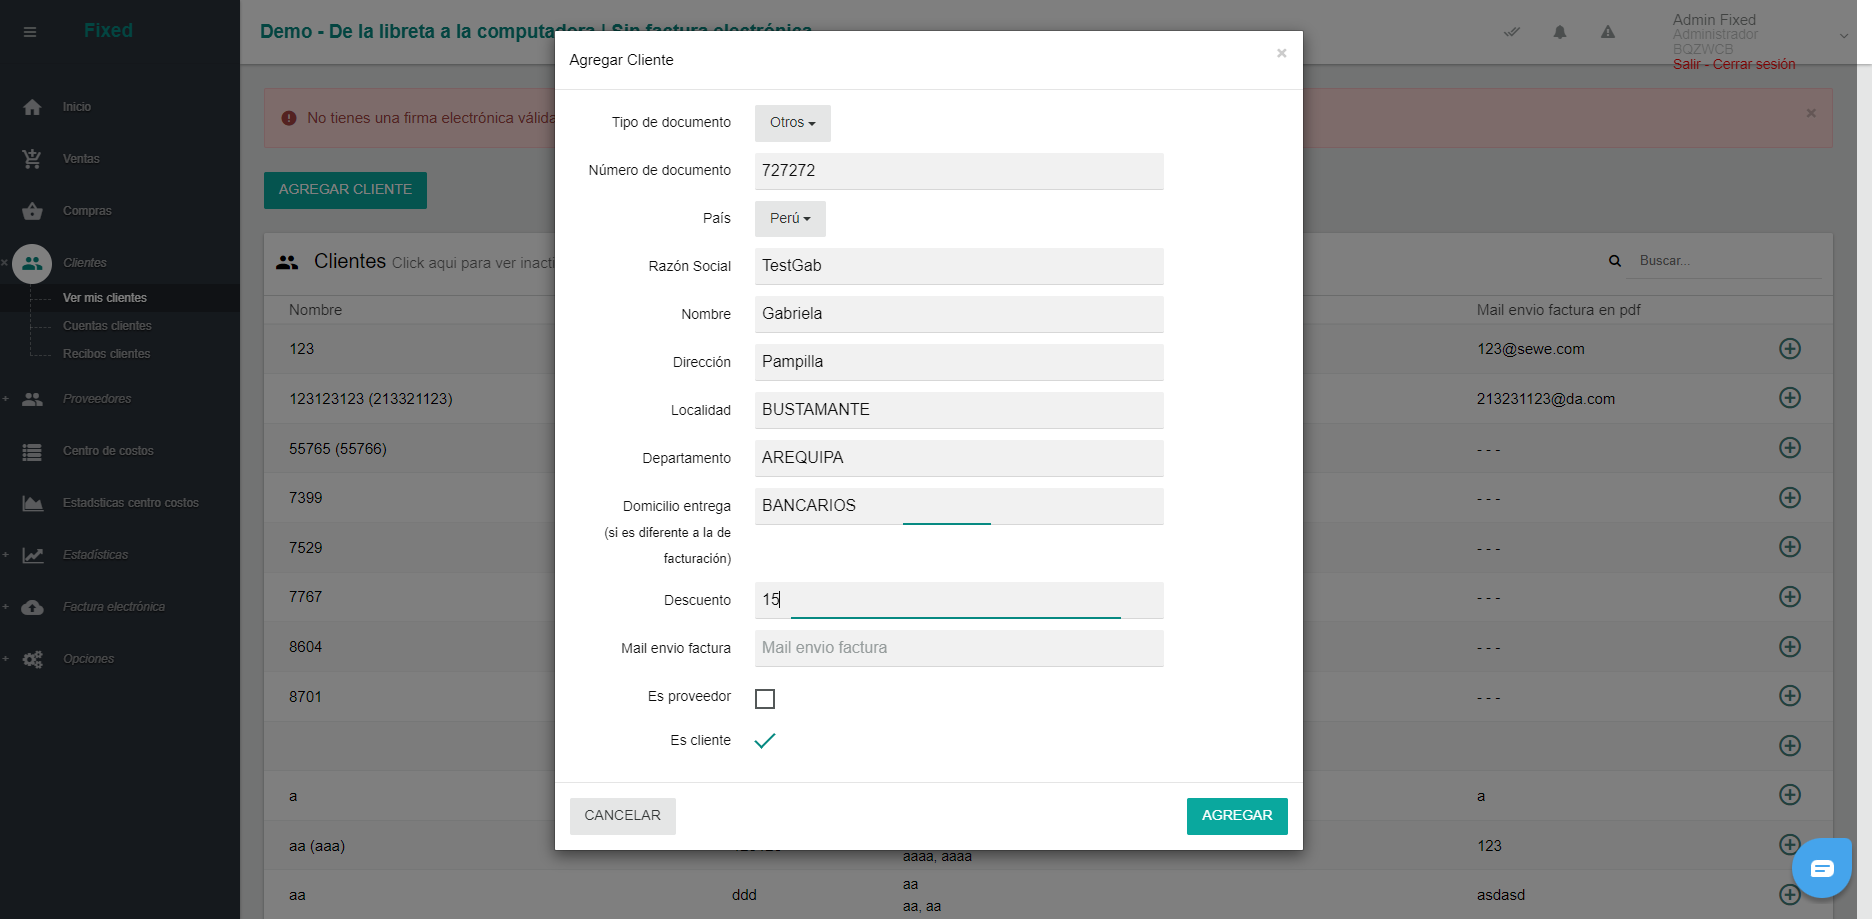 Fixed
Demo - De la libreta a la computadora | Sin factura electrónica
Admin Fixed
Administrador
BQZWCB
Salir - Cerrar sesión
Inicio
Ventas
Compras
Clientes
Ver mis clientes
Cuentas clientes
Recibos clientes
Proveedores
Centro de costos
Estadsticas centro costos
Estadísticas
Factura electrónica
Opciones
No tienes una firma electrónica válida
×
AGREGAR CLIENTE
Clientes Click aqui para ver inacti
Buscar...
Nombre
Mail envio factura en pdf
123
123@sewe.com
123123123 (213321123)
213231123@da.com
55765 (55766)
- - -
7399
- - -
7529
- - -
7767
- - -
8604
- - -
8701
- - -
a
a
aa (aaa)
aaaa, aaaa
123
aa
ddd
aa
aa, aa
asdasd
Agregar Cliente
×
Tipo de documento
Otros
Número de documento
727272
País
Perú
Razón Social
TestGab
Nombre
Gabriela
Dirección
Pampilla
Localidad
BUSTAMANTE
Departamento
AREQUIPA
Domicilio entrega
(si es diferente a la de
facturación)
BANCARIOS
Descuento
15
Mail envio factura
Mail envio factura
Es proveedor
Es cliente
CANCELAR
AGREGAR